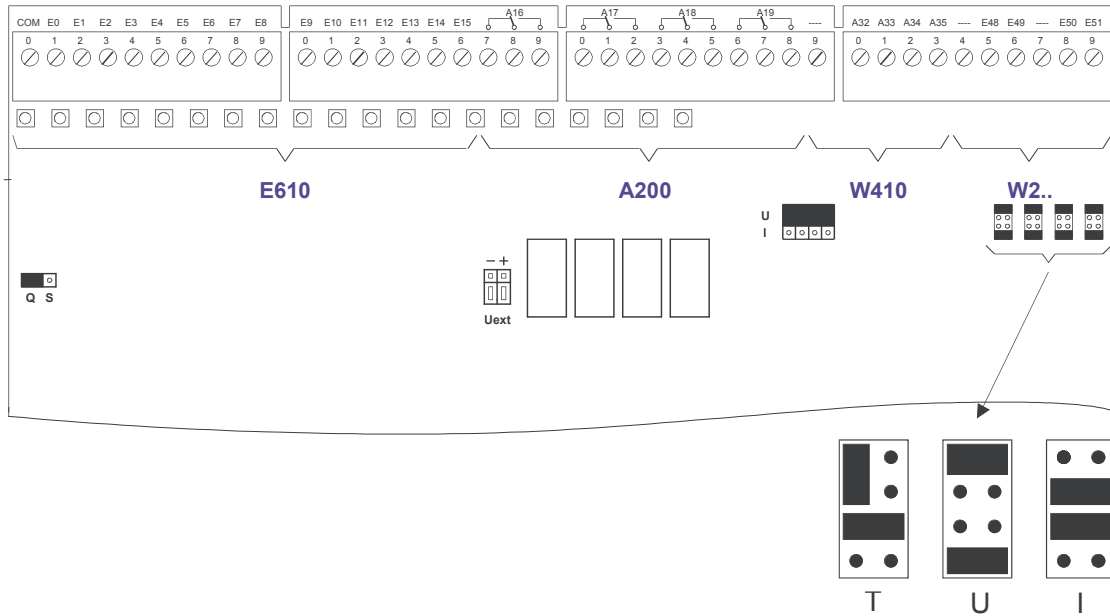 A16 A17 A18 A19
COM E0 E1 E2 E3 E4 E5 E6 E7 E8 E9 E10 E11 E12 E13 E14 E15 ---- A32 A33 A34 A35 ---- E48 E49 ---- E50 E51
0 1 2 3 4 5 6 7 8 9 0 1 2 3 4 5 6 7 8 9 0 1 2 3 4 5 6 7 8 9 0 1 2 3 4 5 6 7 8 9
E610 A200 W410 W2..
U
I
− +
Q S
Uext
T U I